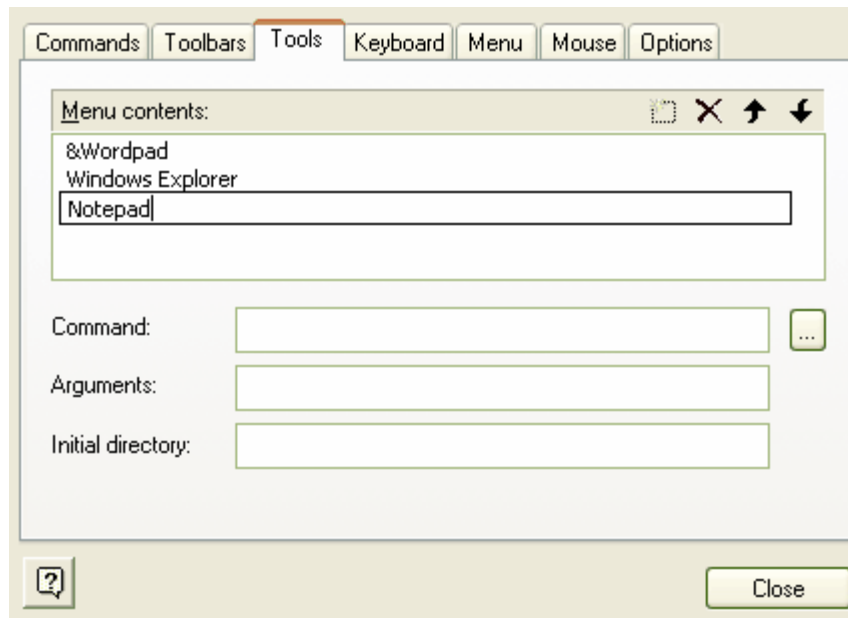 Commands Toolbars Tools Keyboard Menu Mouse Options
Menu contents:
&Wordpad
Windows Explorer
Notepad
Command:
...
Arguments:
Initial directory:
?
Close